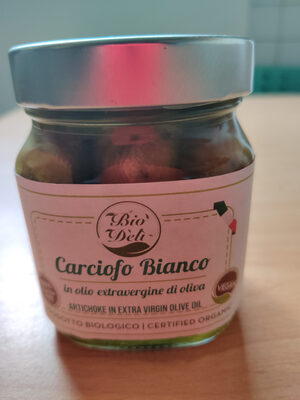 Bio
Deli
Carciofo Bianco
in olio extravergine di oliva
ARTICHOKE IN EXTRA VIRGIN OLIVE OIL
VEGAN
BIOLOGICO | CERTIFIED ORGANIC